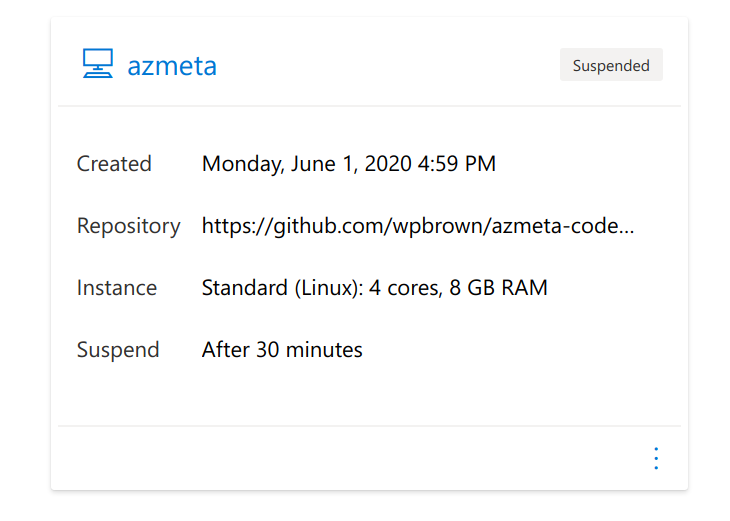 azmeta
Suspended
Created Monday, June 1, 2020 4:59 PM
Repository https://github.com/wpbrown/azmeta-code...
Instance Standard (Linux): 4 cores, 8 GB RAM
Suspend After 30 minutes